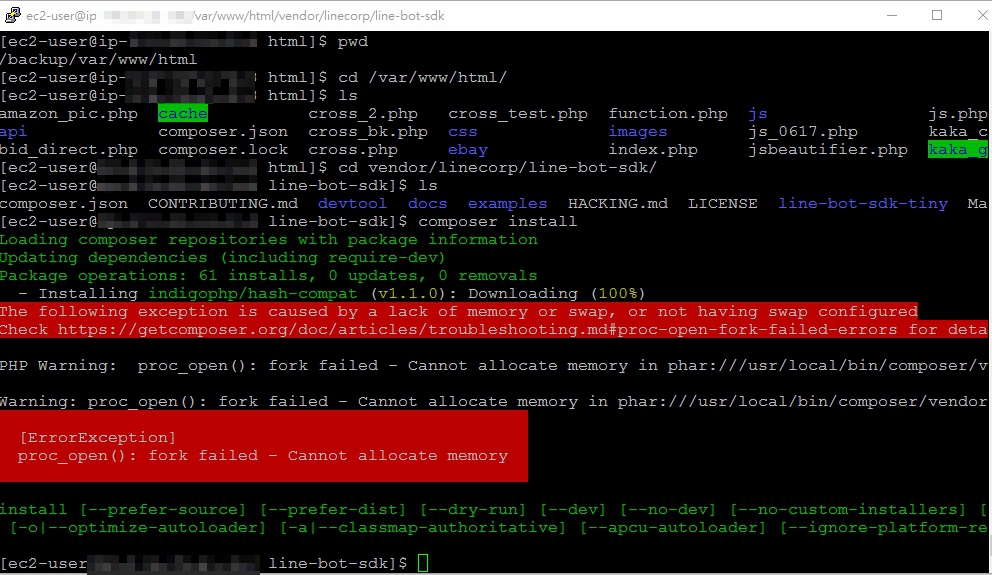 ec2-user@ip /var/www/html/vendor/linecorp/line-bot-sdk
[ec2-user@ip- html]$ pwd
/backup/var/www/html
[ec2-user@ip- html]$ cd /var/www/html/
[ec2-user@ip- html]$ ls
amazon_pic.php cache cross_2.php cross_test.php function.php js js.php
api composer.json cross_bk.php css images js_0617.php kaka_c
bid_direct.php composer.lock cross.php ebay index.php jsbeautifier.php kaka_g
[ec2-user@ html]$ cd vendor/linecorp/line-bot-sdk/
[ec2-user@ line-bot-sdk]$ ls
composer.json CONTRIBUTING.md devtool docs examples HACKING.md LICENSE line-bot-sdk-tiny Ma
[ec2-user@ line-bot-sdk]$ composer install
Loading composer repositories with package information
Updating dependencies (including require-dev)
Package operations: 61 installs, 0 updates, 0 removals
- Installing indigophp/hash-compat (v1.1.0): Downloading (100%)
The following exception is caused by a lack of memory or swap, or not having swap configured
Check https://getcomposer.org/doc/articles/troubleshooting.md#proc-open-fork-failed-errors for deta
PHP Warning:  proc_open(): fork failed - Cannot allocate memory in phar:///usr/local/bin/composer/v
Warning: proc_open(): fork failed - Cannot allocate memory in phar:///usr/local/bin/composer/vendor
[ErrorException]
proc_open(): fork failed - Cannot allocate memory
install [--prefer-source] [--prefer-dist] [--dry-run] [--dev] [--no-dev] [--no-custom-installers] [
[-o|--optimize-autoloader] [-a|--classmap-authoritative] [--apcu-autoloader] [--ignore-platform-re
[ec2-user line-bot-sdk]$